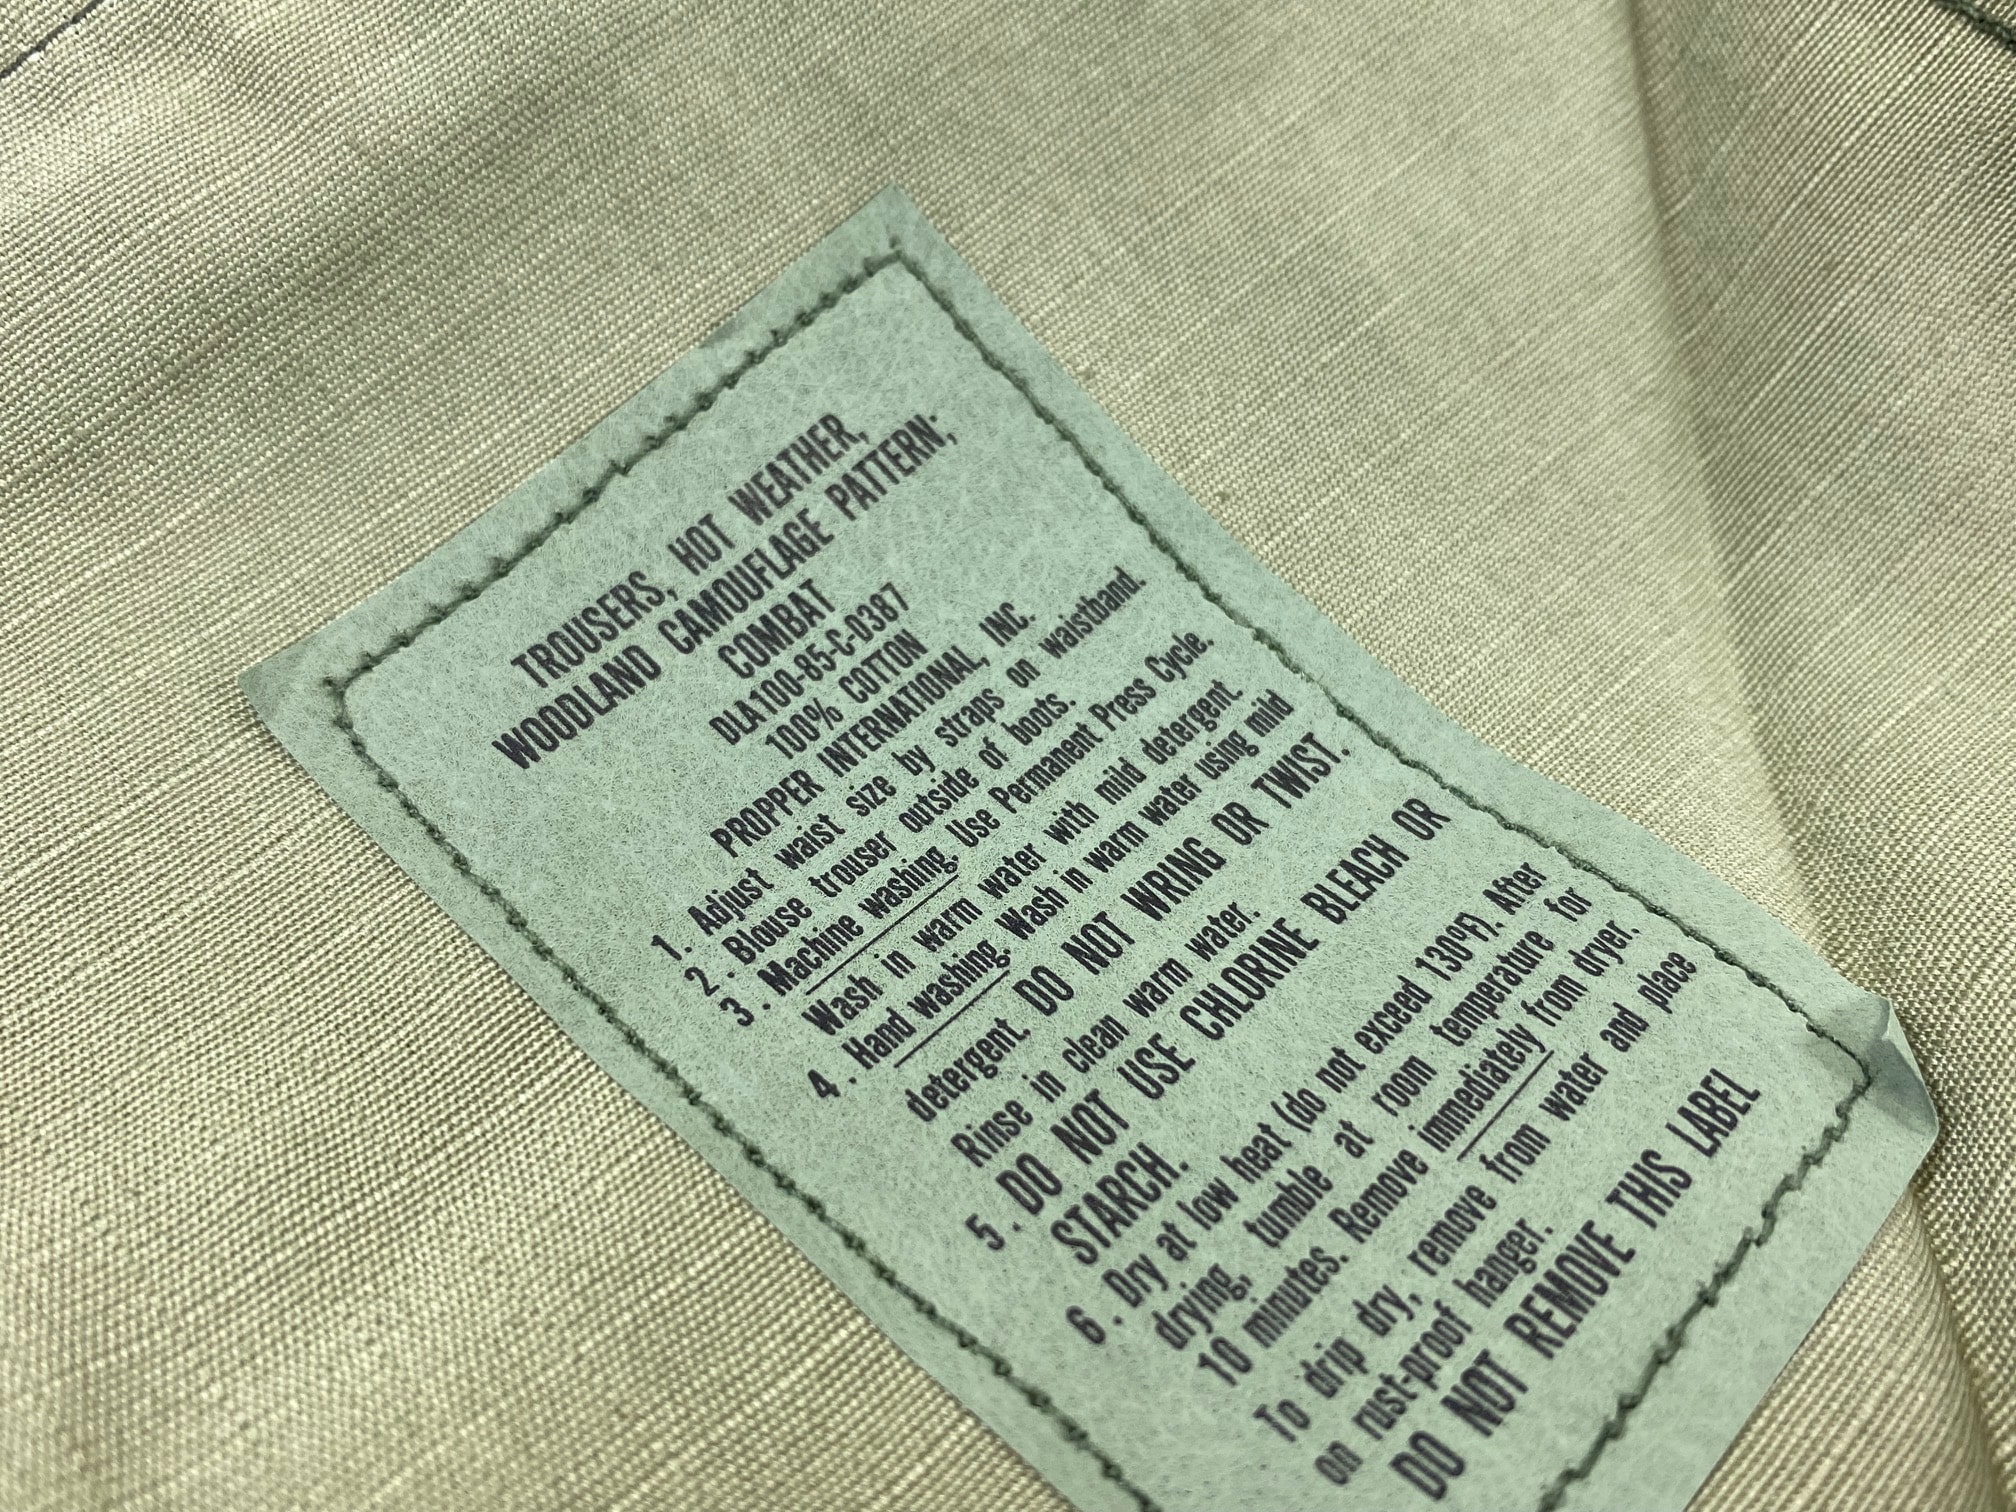 TROUSERS, HOT WEATHER,
WOODLAND CAMOUFLAGE PATTERN;
COMBAT
DLA100-85-C-0387
100% COTTON
PROPPER INTERNATIONAL, INC.
1. Adjust waist size by straps on waistband.
2. Blouse trouser outside of boots.
3. Machine washing. Use Permanent Press Cycle.
Wash in warm water with mild detergent.
4. Hand washing. Wash in warm water using mild
detergent. DO NOT WRING OR TWIST.
Rinse in clean warm water.
5. DO NOT USE CHLORINE BLEACH OR
STARCH.
6. Dry at low heat (do not exceed 130°F). After
drying, tumble at room temperature for
10 minutes. Remove immediately from dryer.
To drip dry, remove from water and place
on rust-proof hanger.
DO NOT REMOVE THIS LABEL